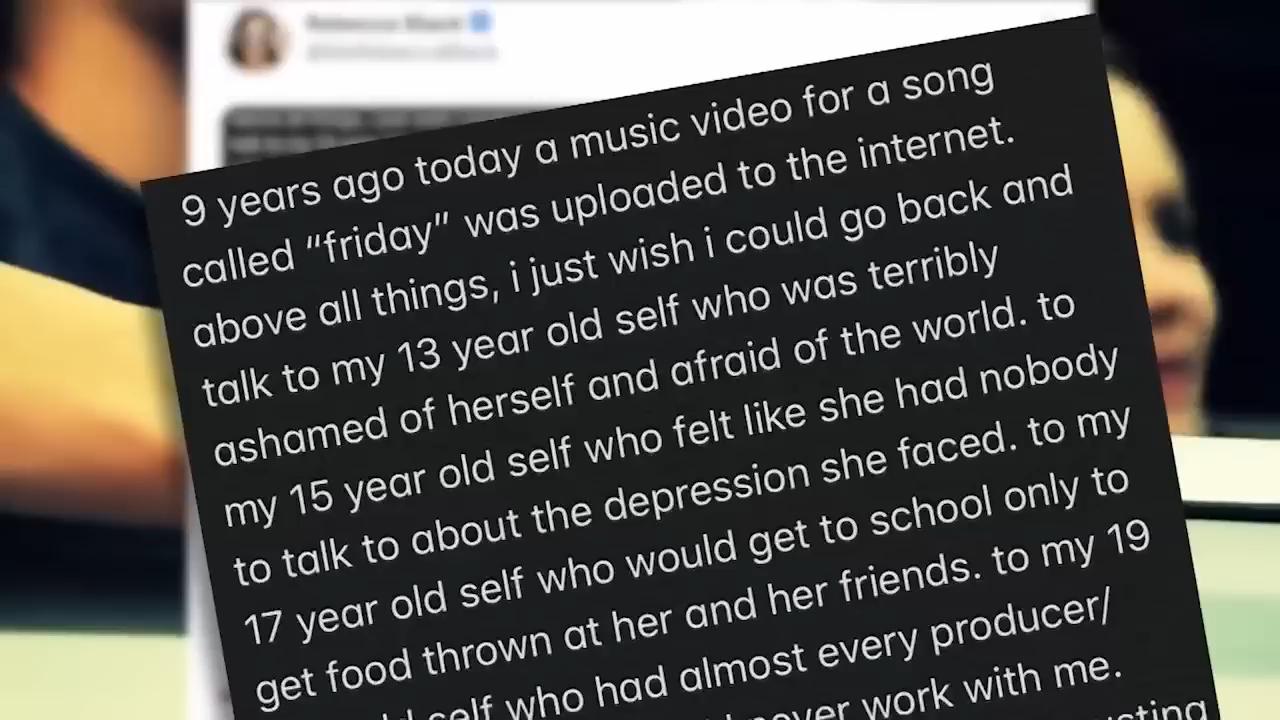 9 years ago today a music video for a song
called “friday” was uploaded to the internet.
above all things, i just wish i could go back and
talk to my 13 year old self who was terribly
ashamed of herself and afraid of the world. to
my 15 year old self who felt like she had nobody
to talk to about the depression she faced. to my
17 year old self who would get to school only to
get food thrown at her and her friends. to my 19
self who had almost every producer/
never work with me.